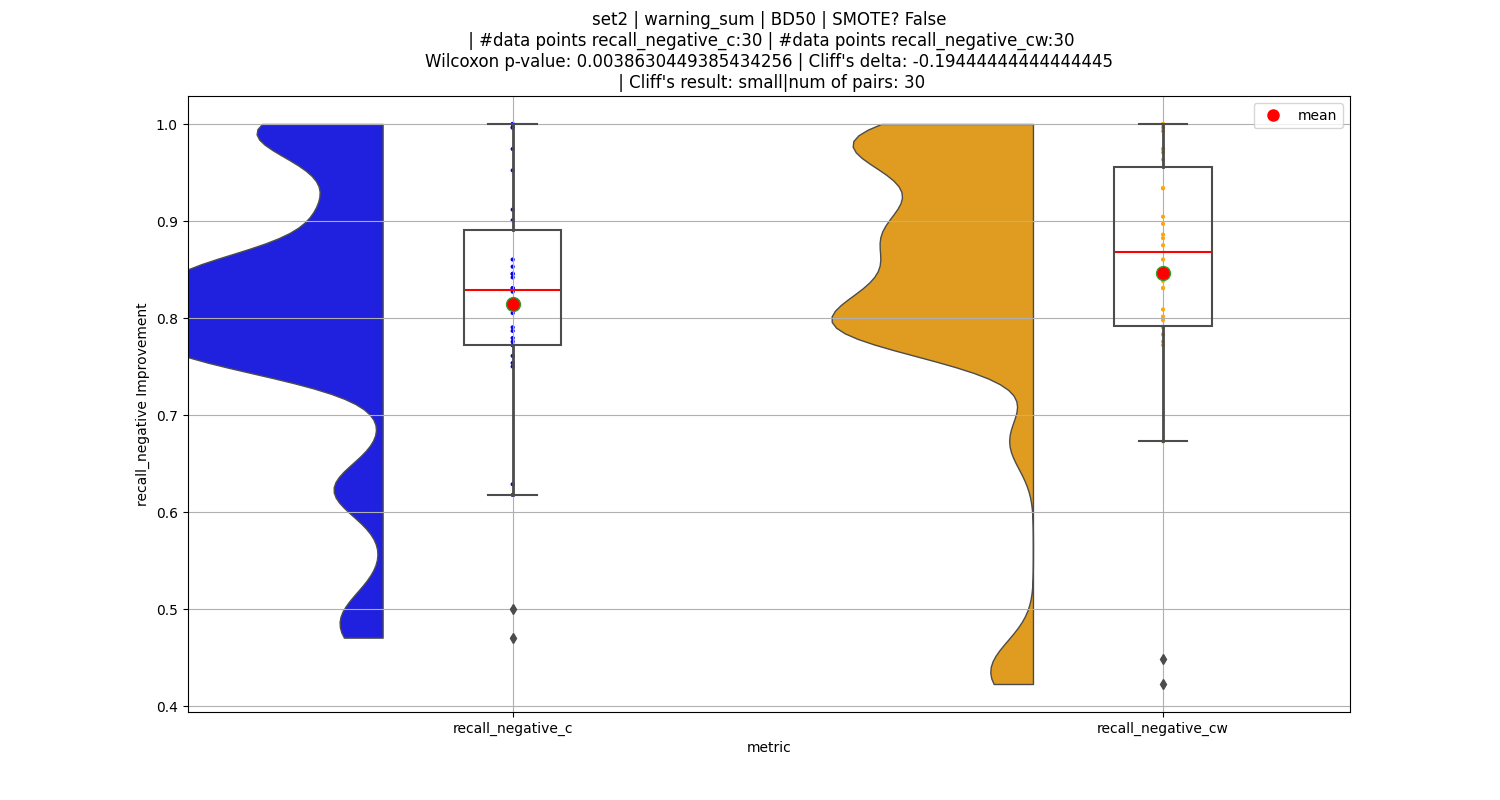 set2 | warning_sum | BD50 | SMOTE? False
| #data points recall_negative_c:30 | #data points recall_negative_cw:30
Wilcoxon p-value: 0.0038630449385434256 | Cliff's delta: -0.19444444444444445
| Cliff's result: small|num of pairs: 30
mean
1.0
0.9
0.8
0.7
0.6
0.5
0.4
recall_negative Improvement
recall_negative_c
recall_negative_cw
metric